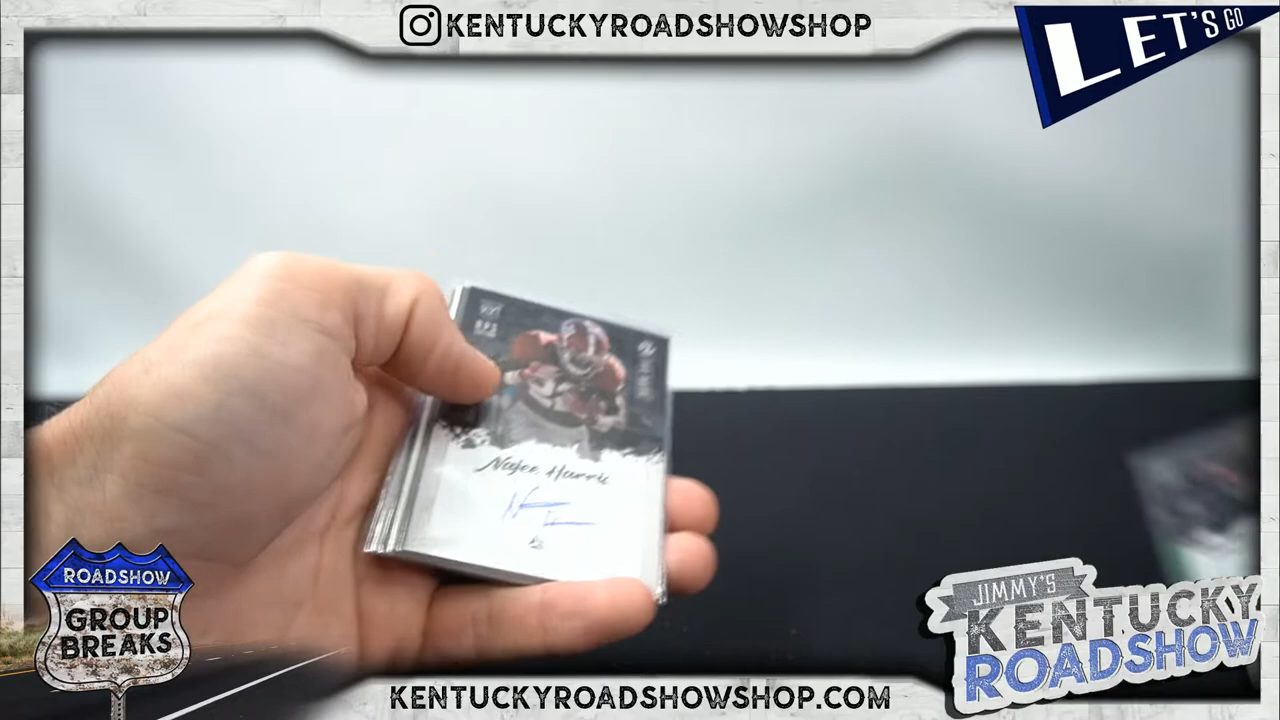 KENTUCKYROADSHOWSHOP
LET'S GO
Najee Harris
ROADSHOW
GROUP
BREAKS
JIMMY'S
KENTUCKY
ROADSHOW
KENTUCKYROADSHOWSHOP.COM